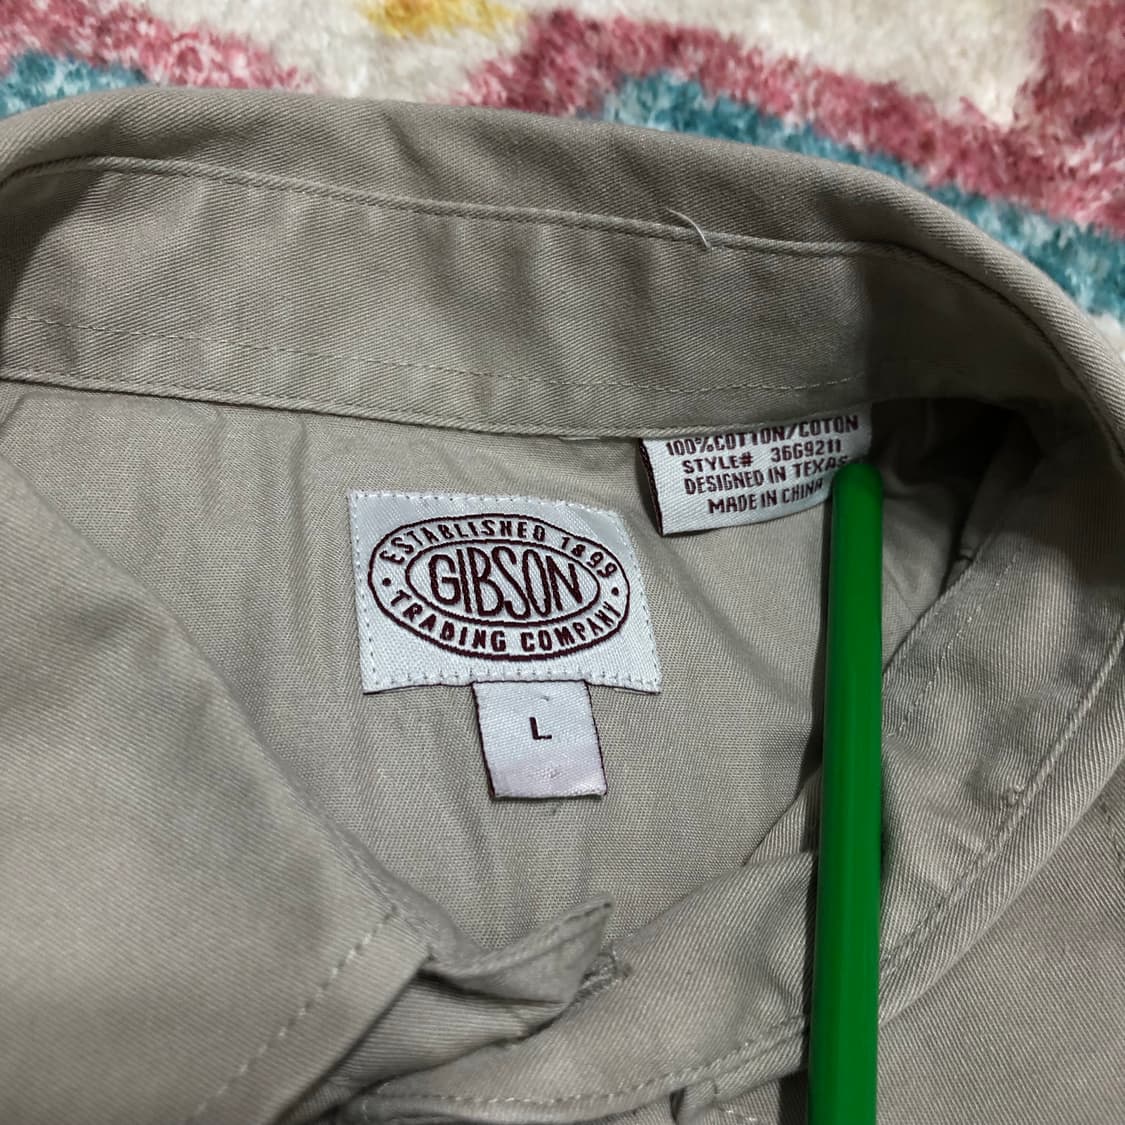 100% COTTON/COTON
STYLE# 36G9211
DESIGNED IN TEXAS
MADE IN CHINA
ESTABLISHED 1899
GIBSON
TRADING COMPANY
L